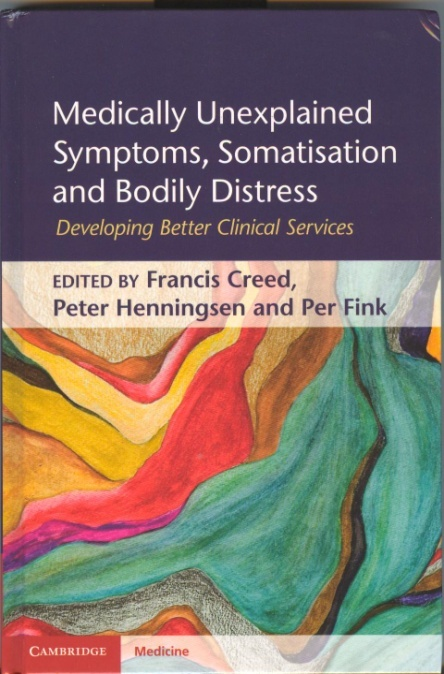 Medically Unexplained
Symptoms, Somatisation
and Bodily Distress
Developing Better Clinical Services
EDITED BY Francis Creed,
Peter Henningsen and Per Fink
CAMBRIDGE Medicine